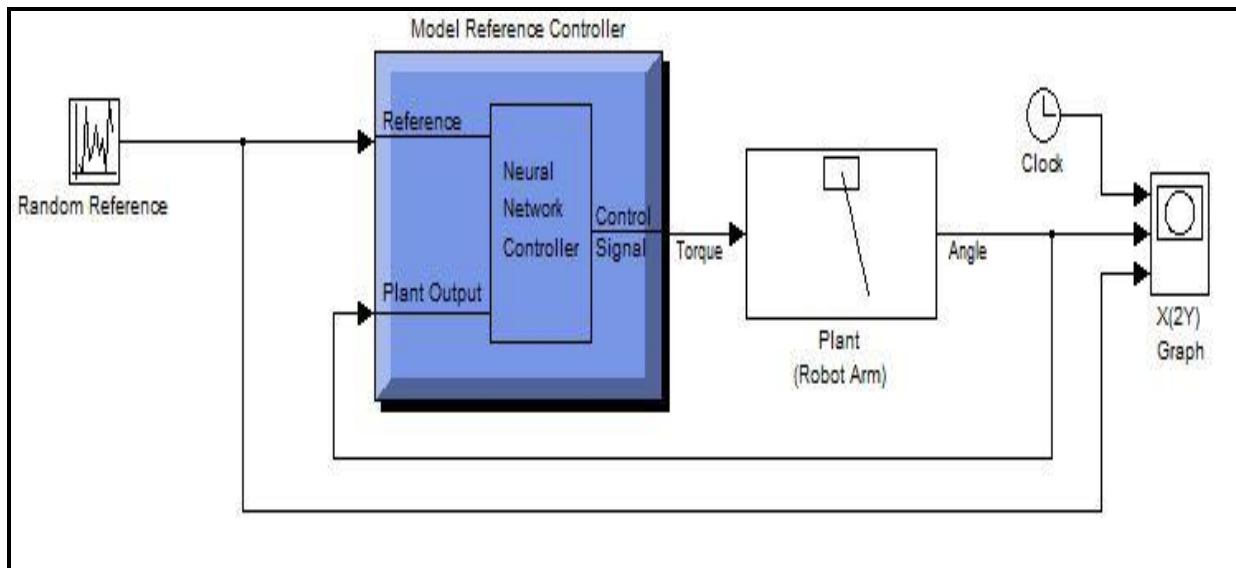 Model Reference Controller
Random Reference
Reference
Neural
Network
Controller
Control
Signal
Plant Output
Torque
Plant
(Robot Arm)
Angle
Clock
X(2Y)
Graph